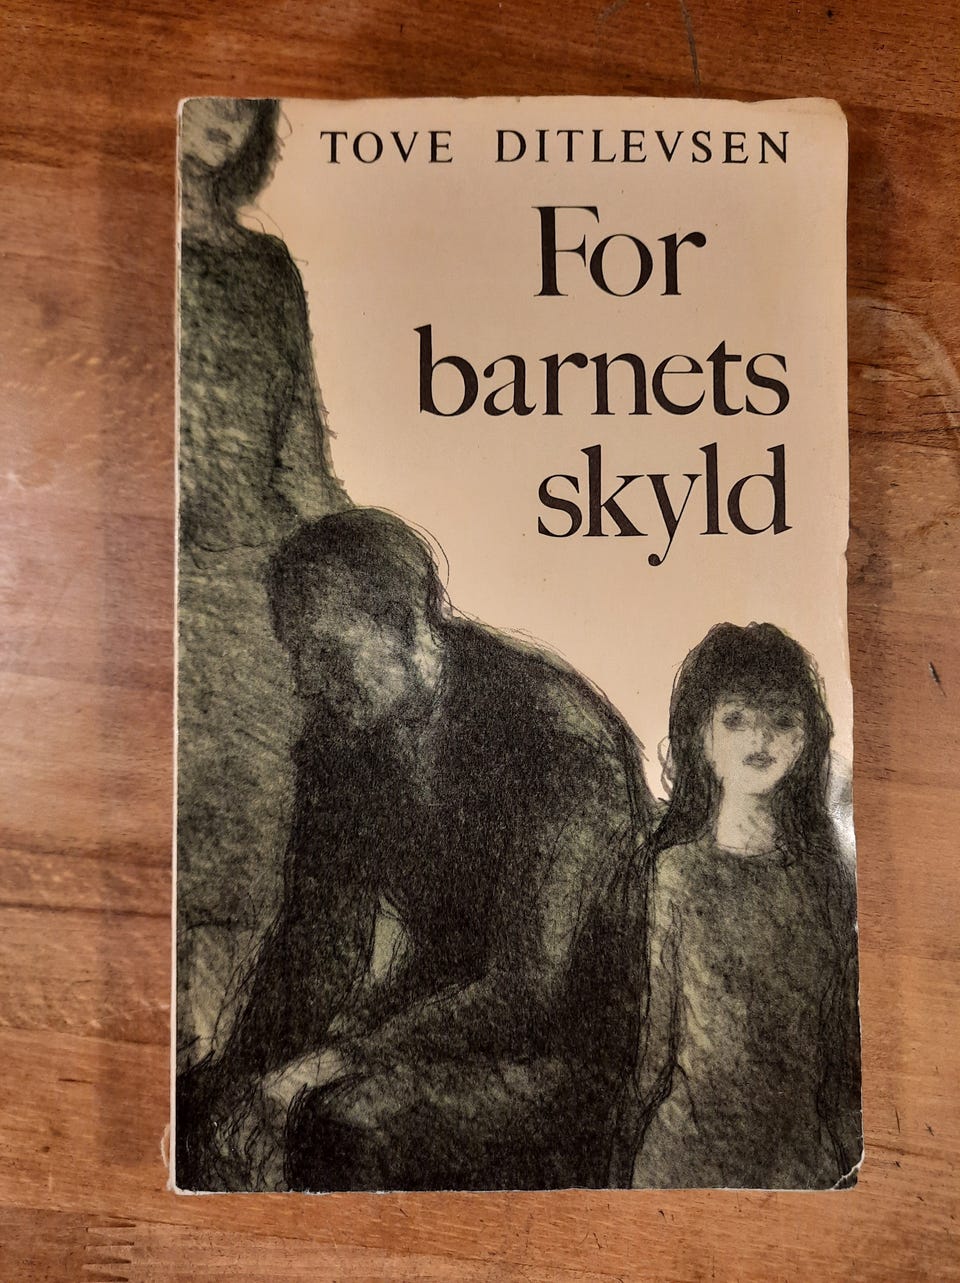 TOVE DITLEVSEN
For
barnets
skyld